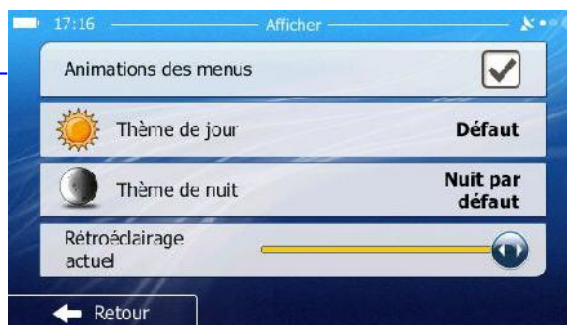 17:16 Afficher
Animations des menus
Thème de jour Défaut
Thème de nuit Nuit par
défaut
Rétroéclairage
actuel
Retour